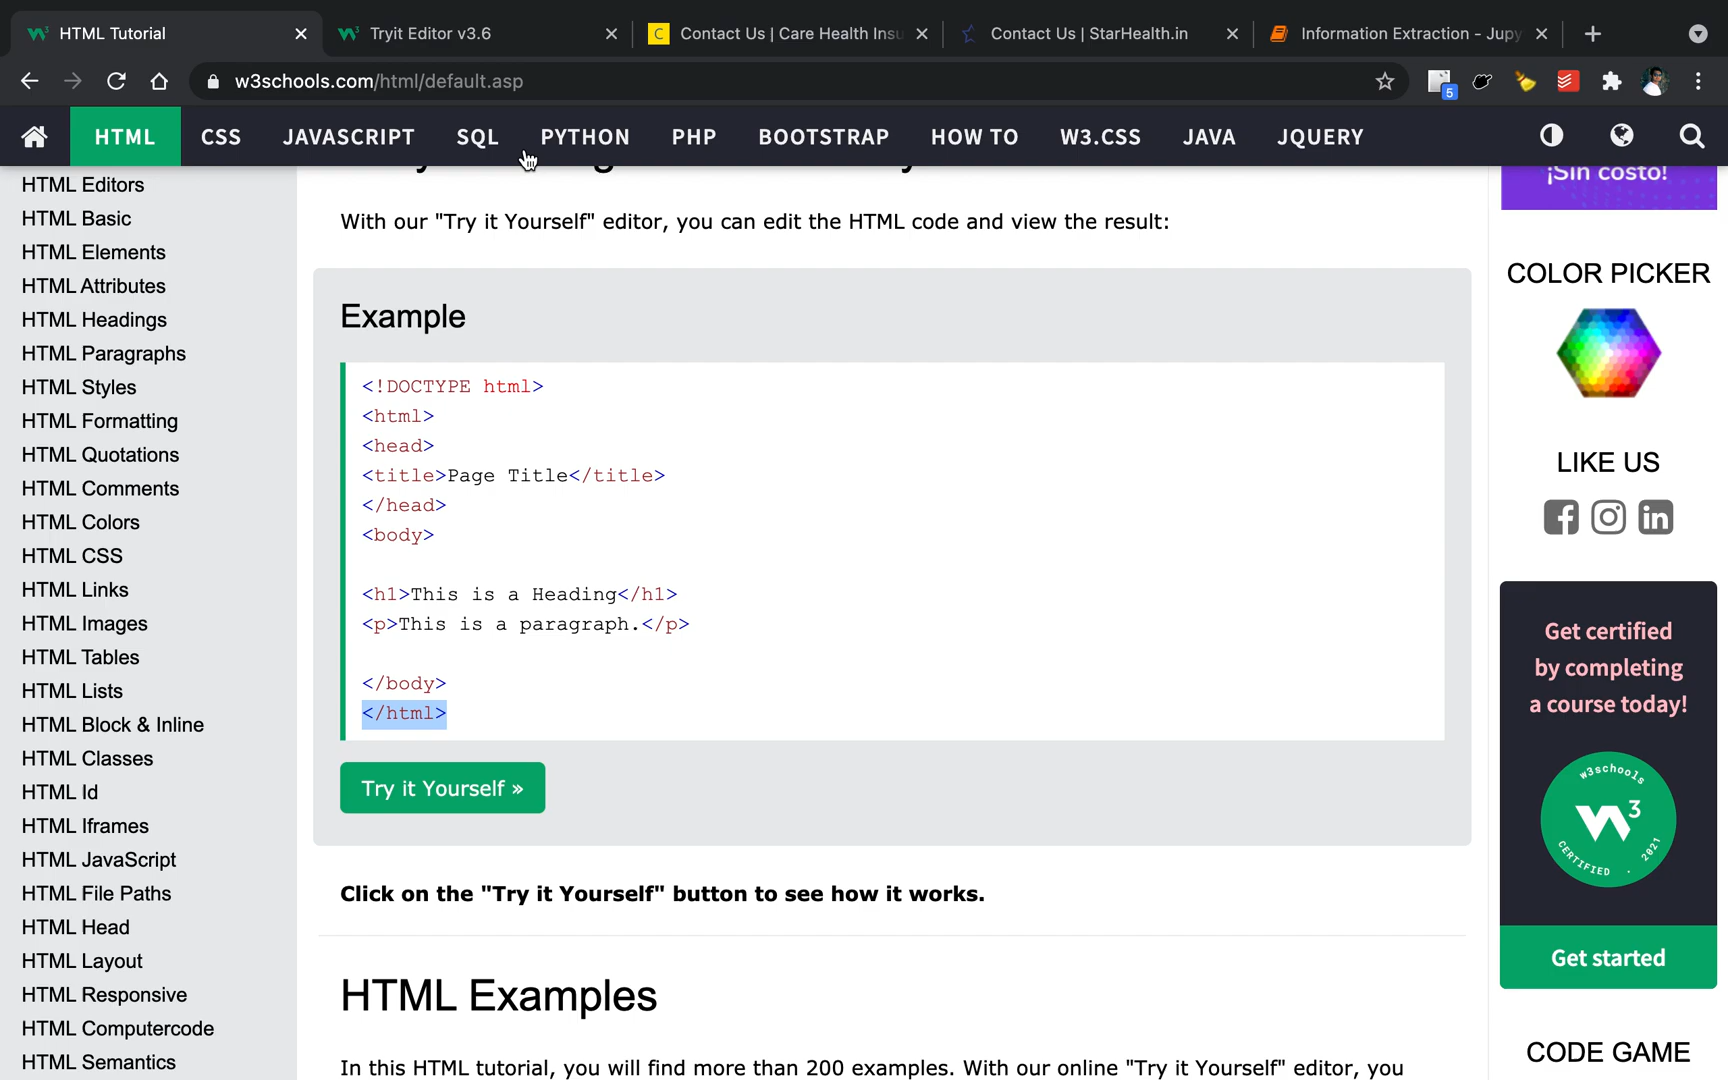 HTML Tutorial
Tryit Editor v3.6
Contact Us | Care Health Insu
Contact Us | StarHealth.in
Information Extraction - Jupy
w3schools.com/html/default.asp
5
HTML CSS JAVASCRIPT SQL PYTHON PHP BOOTSTRAP HOW TO W3.CSS JAVA JQUERY
HTML Editors
HTML Basic
HTML Elements
HTML Attributes
HTML Headings
HTML Paragraphs
HTML Styles
HTML Formatting
HTML Quotations
HTML Comments
HTML Colors
HTML CSS
HTML Links
HTML Images
HTML Tables
HTML Lists
HTML Block & Inline
HTML Classes
HTML Id
HTML Iframes
HTML JavaScript
HTML File Paths
HTML Head
HTML Layout
HTML Responsive
HTML Computercode
HTML Semantics
With our "Try it Yourself" editor, you can edit the HTML code and view the result:
Example
<!DOCTYPE html>
<html>
<head>
<title>Page Title</title>
</head>
<body>
<h1>This is a Heading</h1>
<p>This is a paragraph.</p>
</body>
</html>
Try it Yourself »
Click on the "Try it Yourself" button to see how it works.
HTML Examples
In this HTML tutorial, you will find more than 200 examples. With our online "Try it Yourself" editor, you
¡Sin costo!
COLOR PICKER
LIKE US
Get certified
by completing
a course today!
w3schools
W3
CERTIFIED . 2021
Get started
CODE GAME